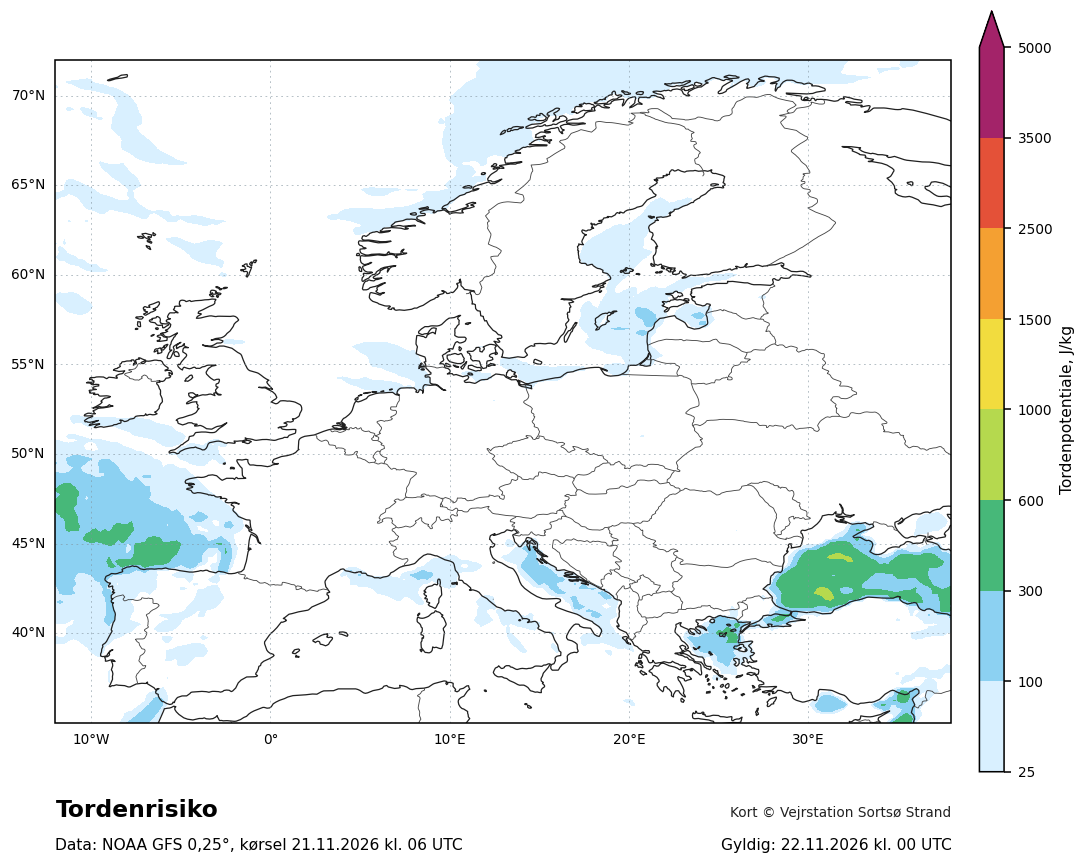 70°N
65°N
60°N
55°N
50°N
45°N
40°N
10°W
0°
10°E
20°E
30°E
5000
3500
2500
1500
1000
600
300
100
25
Tordenpotentiale, J/kg
Tordenrisiko
Kort © Vejrstation Sortsø Strand
Data: NOAA GFS 0,25°, kørsel 21.11.2026 kl. 06 UTC
Gyldig: 22.11.2026 kl. 00 UTC